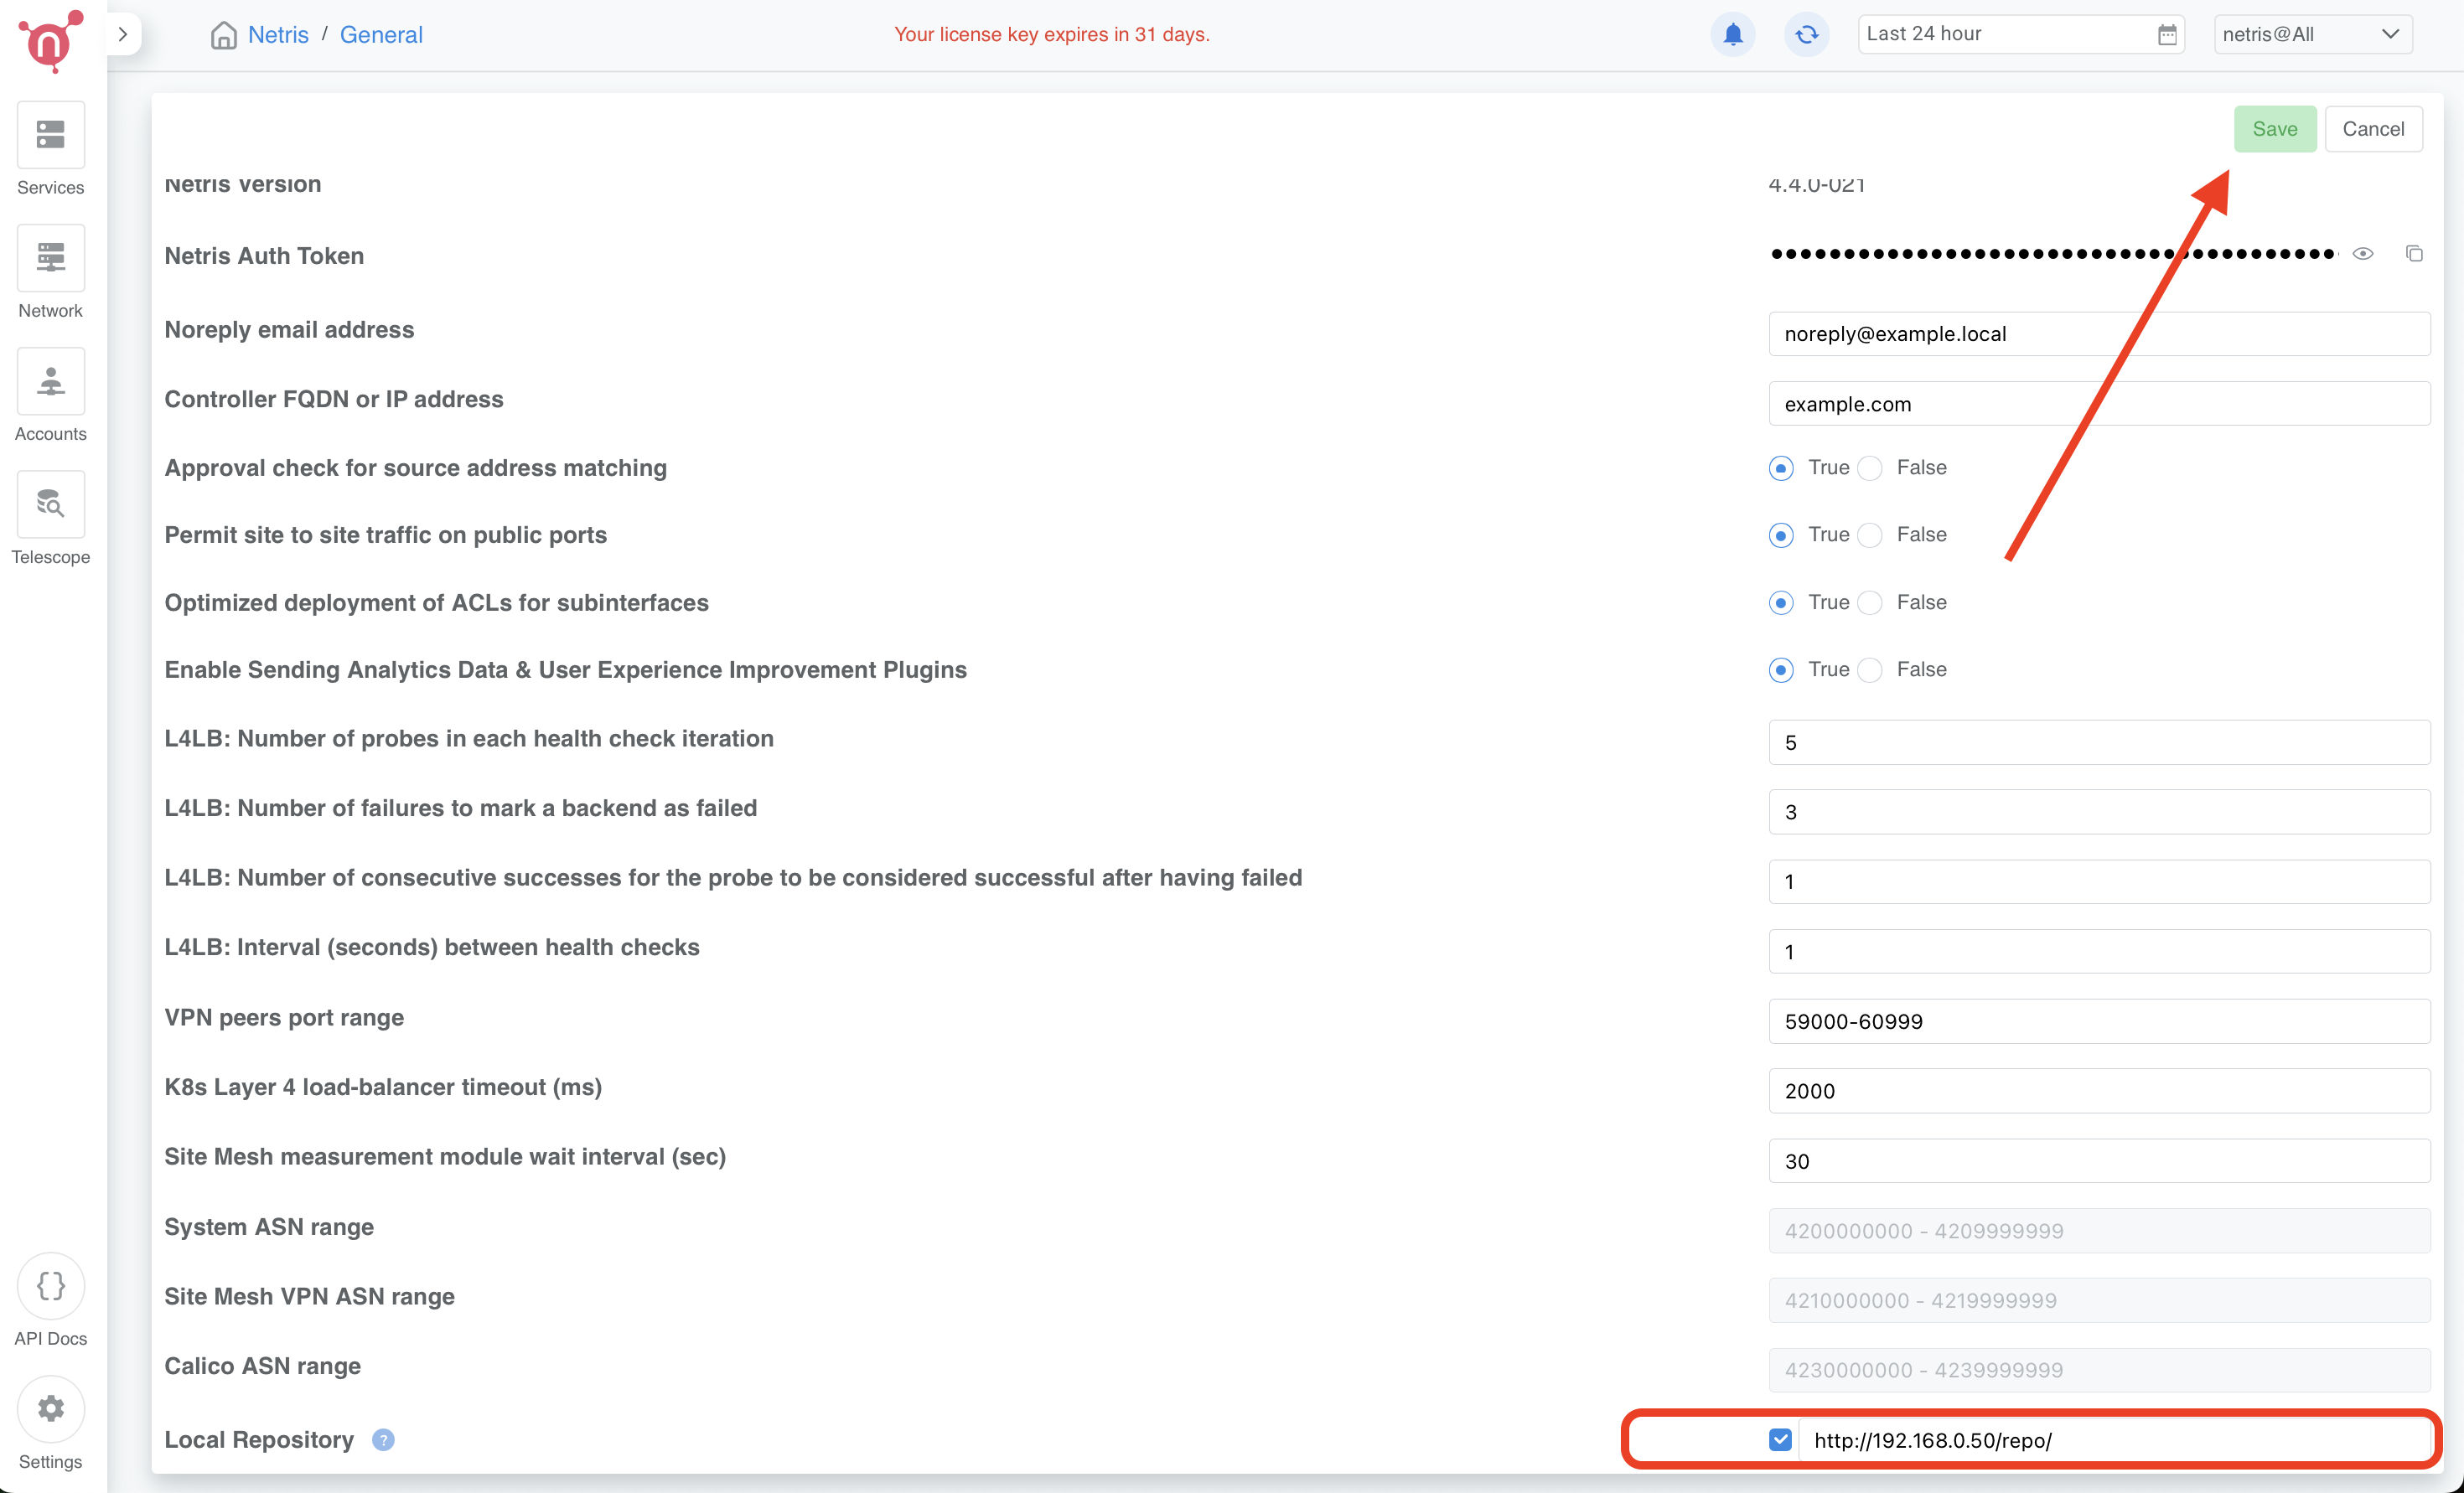 Netris / General
Your license key expires in 31 days.
Last 24 hour
netris@All
Save
Cancel
Services
Network
Accounts
Telescope
API Docs
Settings
Netris Version
4.4.0-021
Netris Auth Token
Noreply email address
noreply@example.local
Controller FQDN or IP address
example.com
Approval check for source address matching
True False
Permit site to site traffic on public ports
True False
Optimized deployment of ACLs for subinterfaces
True False
Enable Sending Analytics Data & User Experience Improvement Plugins
True False
L4LB: Number of probes in each health check iteration
5
L4LB: Number of failures to mark a backend as failed
3
L4LB: Number of consecutive successes for the probe to be considered successful after having failed
1
L4LB: Interval (seconds) between health checks
1
VPN peers port range
59000-60999
K8s Layer 4 load-balancer timeout (ms)
2000
Site Mesh measurement module wait interval (sec)
30
System ASN range
4200000000 - 4209999999
Site Mesh VPN ASN range
4210000000 - 4219999999
Calico ASN range
4230000000 - 4239999999
Local Repository ?
http://192.168.0.50/repo/